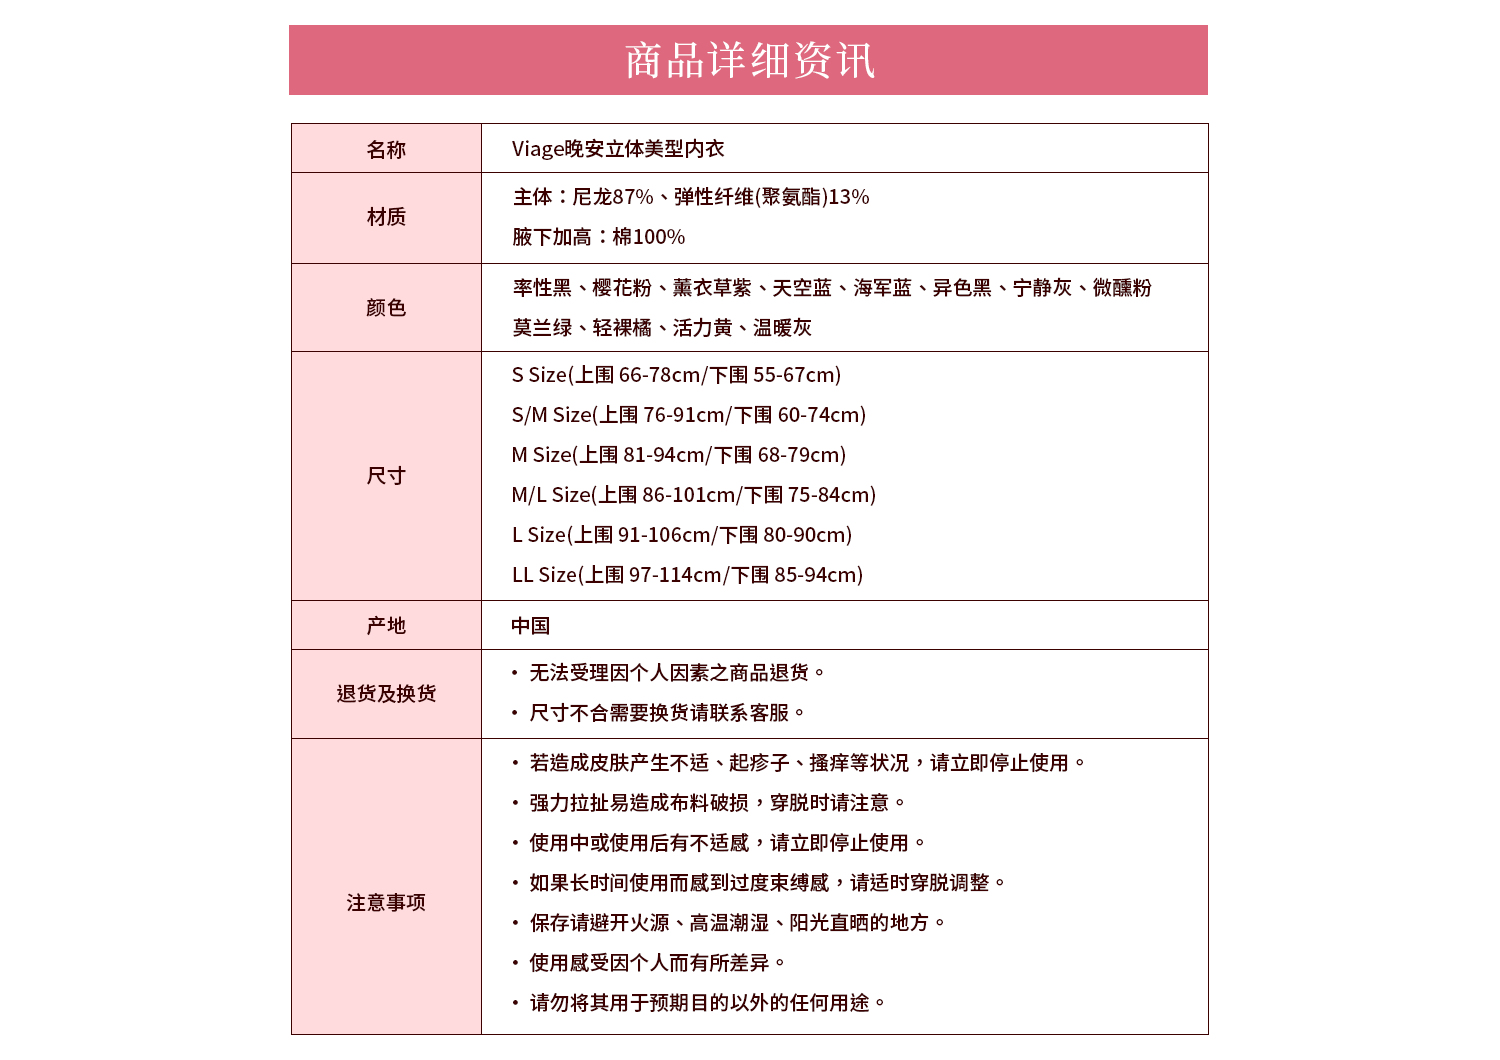 商品详细资讯
名称
Viage晚安立体美型内衣
材质
主体：尼龙87%、弹性纤维(聚氨酯)13%
腋下加高：棉100%
颜色
率性黑、樱花粉、薰衣草紫、天空蓝、海军蓝、异色黑、宁静灰、微醺粉
莫兰绿、轻裸橘、活力黄、温暖灰
尺寸
S Size(上围 66-78cm/下围 55-67cm)
S/M Size(上围 76-91cm/下围 60-74cm)
M Size(上围 81-94cm/下围 68-79cm)
M/L Size(上围 86-101cm/下围 75-84cm)
L Size(上围 91-106cm/下围 80-90cm)
LL Size(上围 97-114cm/下围 85-94cm)
产地
中国
退货及换货
• 无法受理因个人因素之商品退货。
• 尺寸不合需要换货请联系客服。
注意事项
• 若造成皮肤产生不适、起疹子、搔痒等状况，请立即停止使用。
• 强力拉扯易造成布料破损，穿脱时请注意。
• 使用中或使用后有不适感，请立即停止使用。
• 如果长时间使用而感到过度束缚感，请适时穿脱调整。
• 保存请避开火源、高温潮湿、阳光直晒的地方。
• 使用感受因个人而有所差异。
• 请勿将其用于预期目的以外的任何用途。